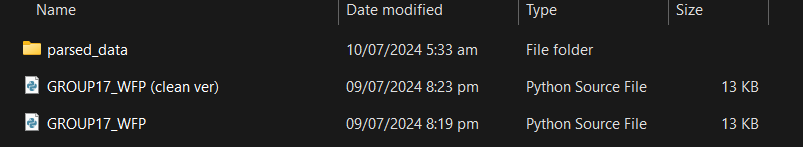 Name Date modified Type Size
parsed_data 10/07/2024 5:33 am File folder
GROUP17_WFP (clean ver) 09/07/2024 8:23 pm Python Source File 13 KB
GROUP17_WFP 09/07/2024 8:19 pm Python Source File 13 KB